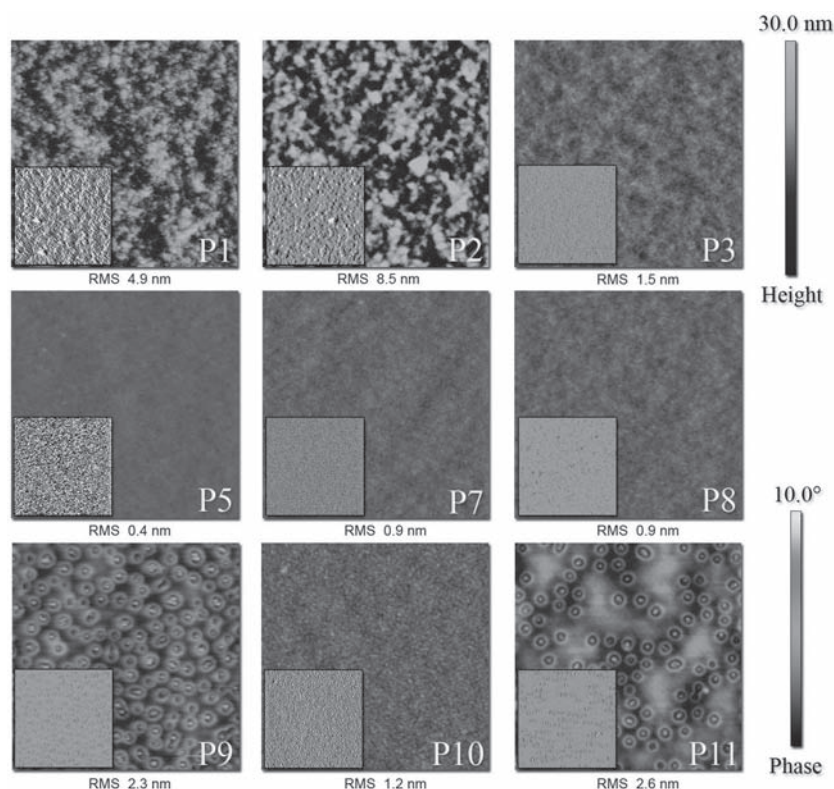 30.0 nm
P1
P2
P3
RMS 4.9 nm
RMS 8.5 nm
RMS 1.5 nm
Height
P5
P7
P8
RMS 0.4 nm
RMS 0.9 nm
RMS 0.9 nm
10.0°
P9
P10
P11
RMS 2.3 nm
RMS 1.2 nm
RMS 2.6 nm
Phase